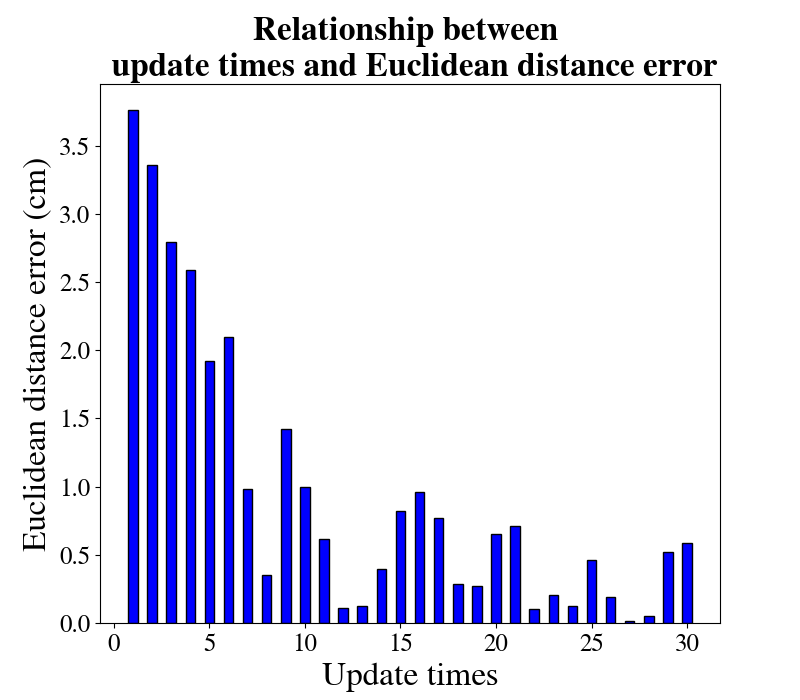 Relationship between
update times and Euclidean distance error
Euclidean distance error (cm)
3.5
3.0
2.5
2.0
1.5
1.0
0.5
0.0
0 5 10 15 20 25 30
Update times